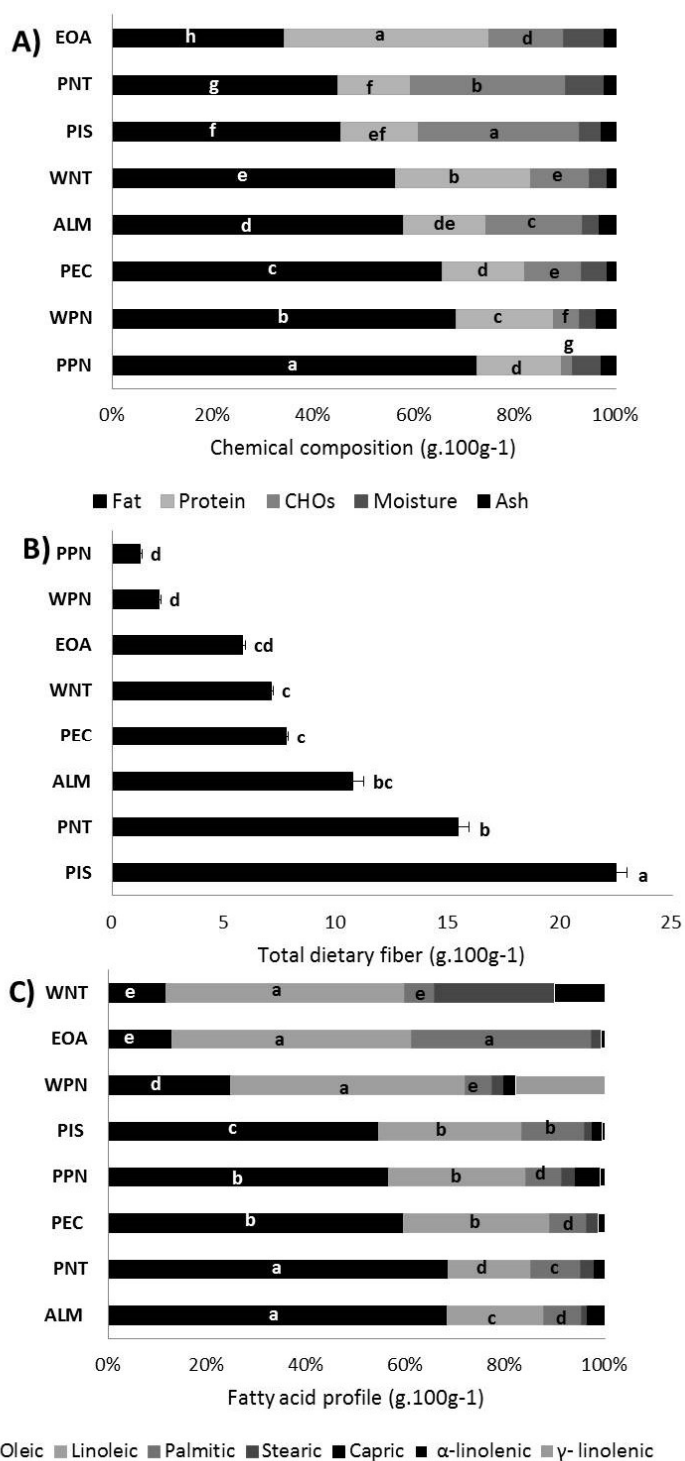 A)
EOA h a d
PNT g f b
PIS f ef a
WNT e b e
ALM d de c
PEC c d e
WPN b c f
PPN a d g
0% 20% 40% 60% 80% 100%
Chemical composition (g.100g-1)
Fat Protein CHOs Moisture Ash
B)
PPN d
WPN d
EOA cd
WNT c
PEC c
ALM bc
PNT b
PIS a
0 5 10 15 20 25
Total dietary fiber (g.100g-1)
C)
WNT e a e
EOA e a a
WPN d a e
PIS c b b
PPN b b d
PEC b b d
PNT a d c
ALM a c d
0% 20% 40% 60% 80% 100%
Fatty acid profile (g.100g-1)
Oleic Linoleic Palmitic Stearic Capric α-linolenic γ- linolenic